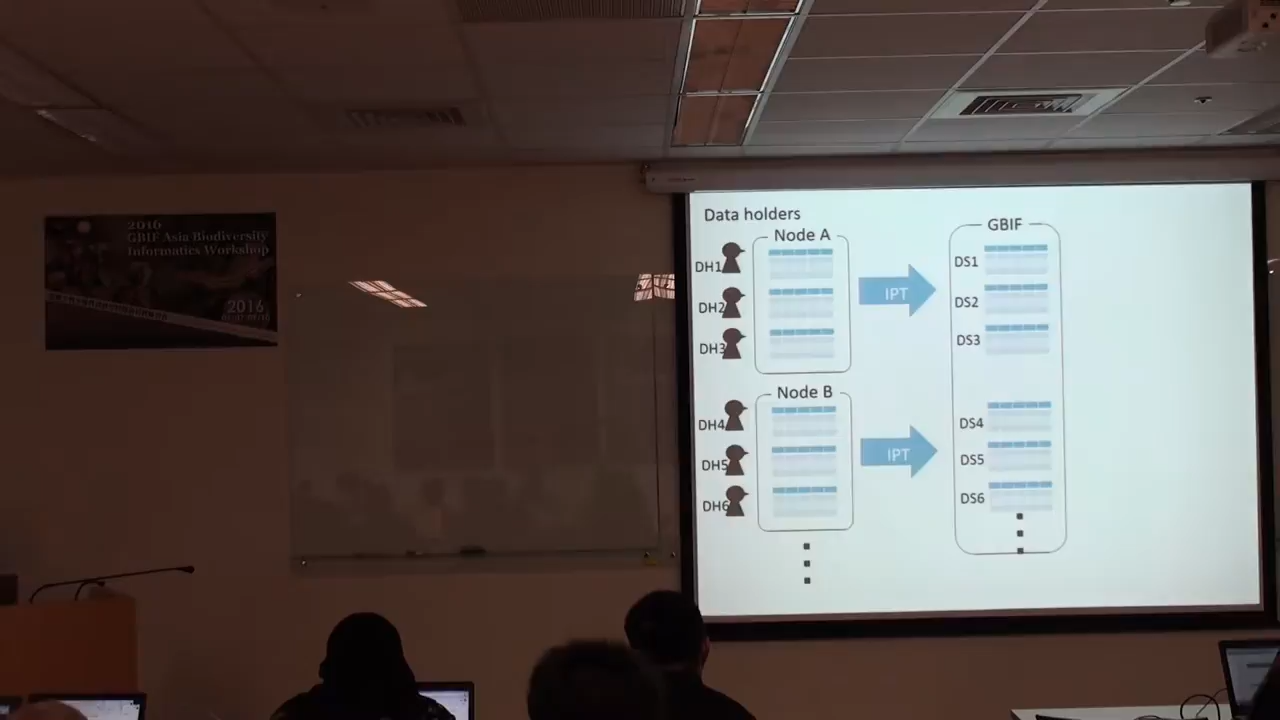 2016
GBIF Asia Biodiversity
Informatics Workshop
2016
Data holders
Node A
DH1
DH2
DH3
IPT
Node B
DH4
DH5
DH6
IPT
GBIF
DS1
DS2
DS3
DS4
DS5
DS6